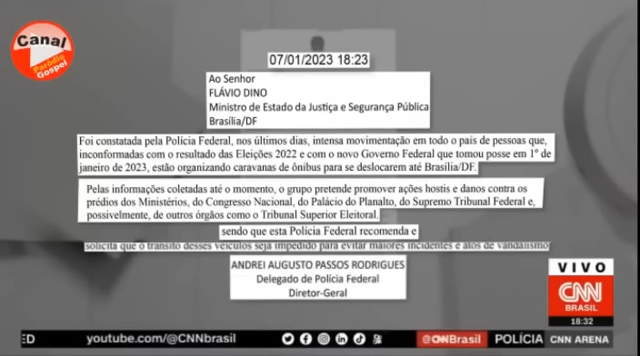 Canal
Paródia
Gospel
07/01/2023 18:23
Ao Senhor
FLÁVIO DINO
Ministro de Estado da Justiça e Segurança Pública
Brasília/DF
Foi constatada pela Polícia Federal, nos últimos dias, intensa movimentação em todo o país de pessoas que,
inconformadas com o resultado das Eleições 2022 e com o novo Governo Federal que tomou posse em 1º de
janeiro de 2023, estão organizando caravanas de ônibus para se deslocarem até Brasília/DF.
Pelas informações coletadas até o momento, o grupo pretende promover ações hostis e danos contra os
prédios dos Ministérios, do Congresso Nacional, do Palácio do Planalto, do Supremo Tribunal Federal e,
possivelmente, de outros órgãos como o Tribunal Superior Eleitoral.
sendo que esta Polícia Federal recomenda e
solicita que o trânsito destes veículos seja impedido para evitar maiores incidentes e atos de vandalismo
ANDREI AUGUSTO PASSOS RODRIGUES
Delegado de Polícia Federal
Diretor-Geral
VIVO
CNN
BRASIL
18:32
ED youtube.com/@CNNbrasil @CNNBrasil POLÍCIA CNN ARENA